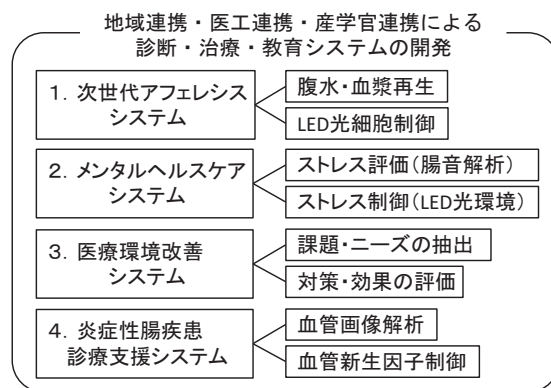 地域連携・医工連携・産学官連携による
診断・治療・教育システムの開発
１．次世代アフェレシス
システム
腹水・血漿再生
LED光細胞制御
２．メンタルヘルスケア
システム
ストレス評価（腸音解析）
ストレス制御（LED光環境）
３．医療環境改善
システム
課題・ニーズの抽出
対策・効果の評価
４．炎症性腸疾患
診療支援システム
血管画像解析
血管新生因子制御